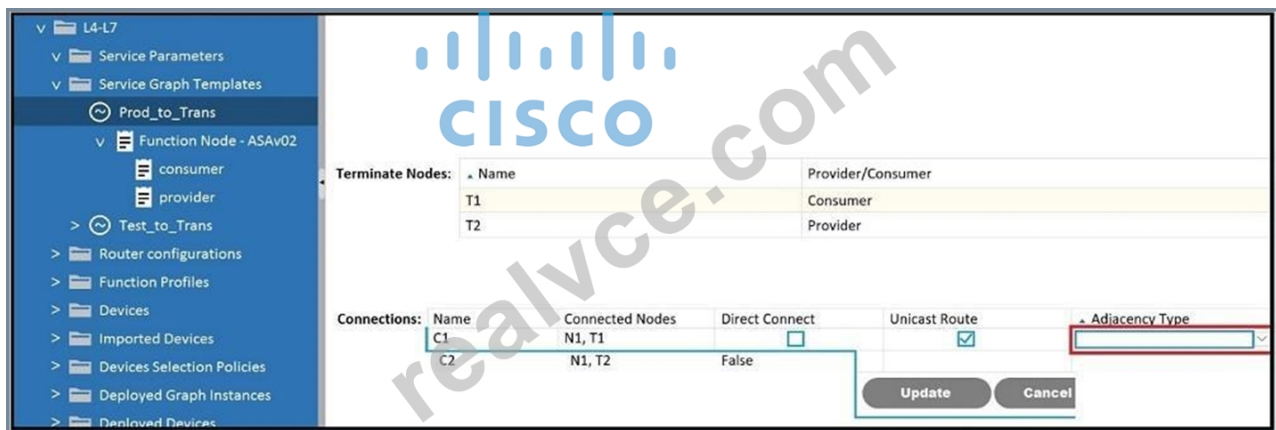 L4-L7
Service Parameters
Service Graph Templates
Prod_to_Trans
Function Node - ASAv02
consumer
provider
Test_to_Trans
Router configurations
Function Profiles
Devices
Imported Devices
Devices Selection Policies
Deployed Graph Instances
Deployed Devices
CISCO
realvce.com
Terminate Nodes: Name Provider/Consumer
T1 Consumer
T2 Provider
Connections: Name Connected Nodes Direct Connect Unicast Route Adjacency Type
C1 N1, T1
C2 N1, T2 False
Update Cancel